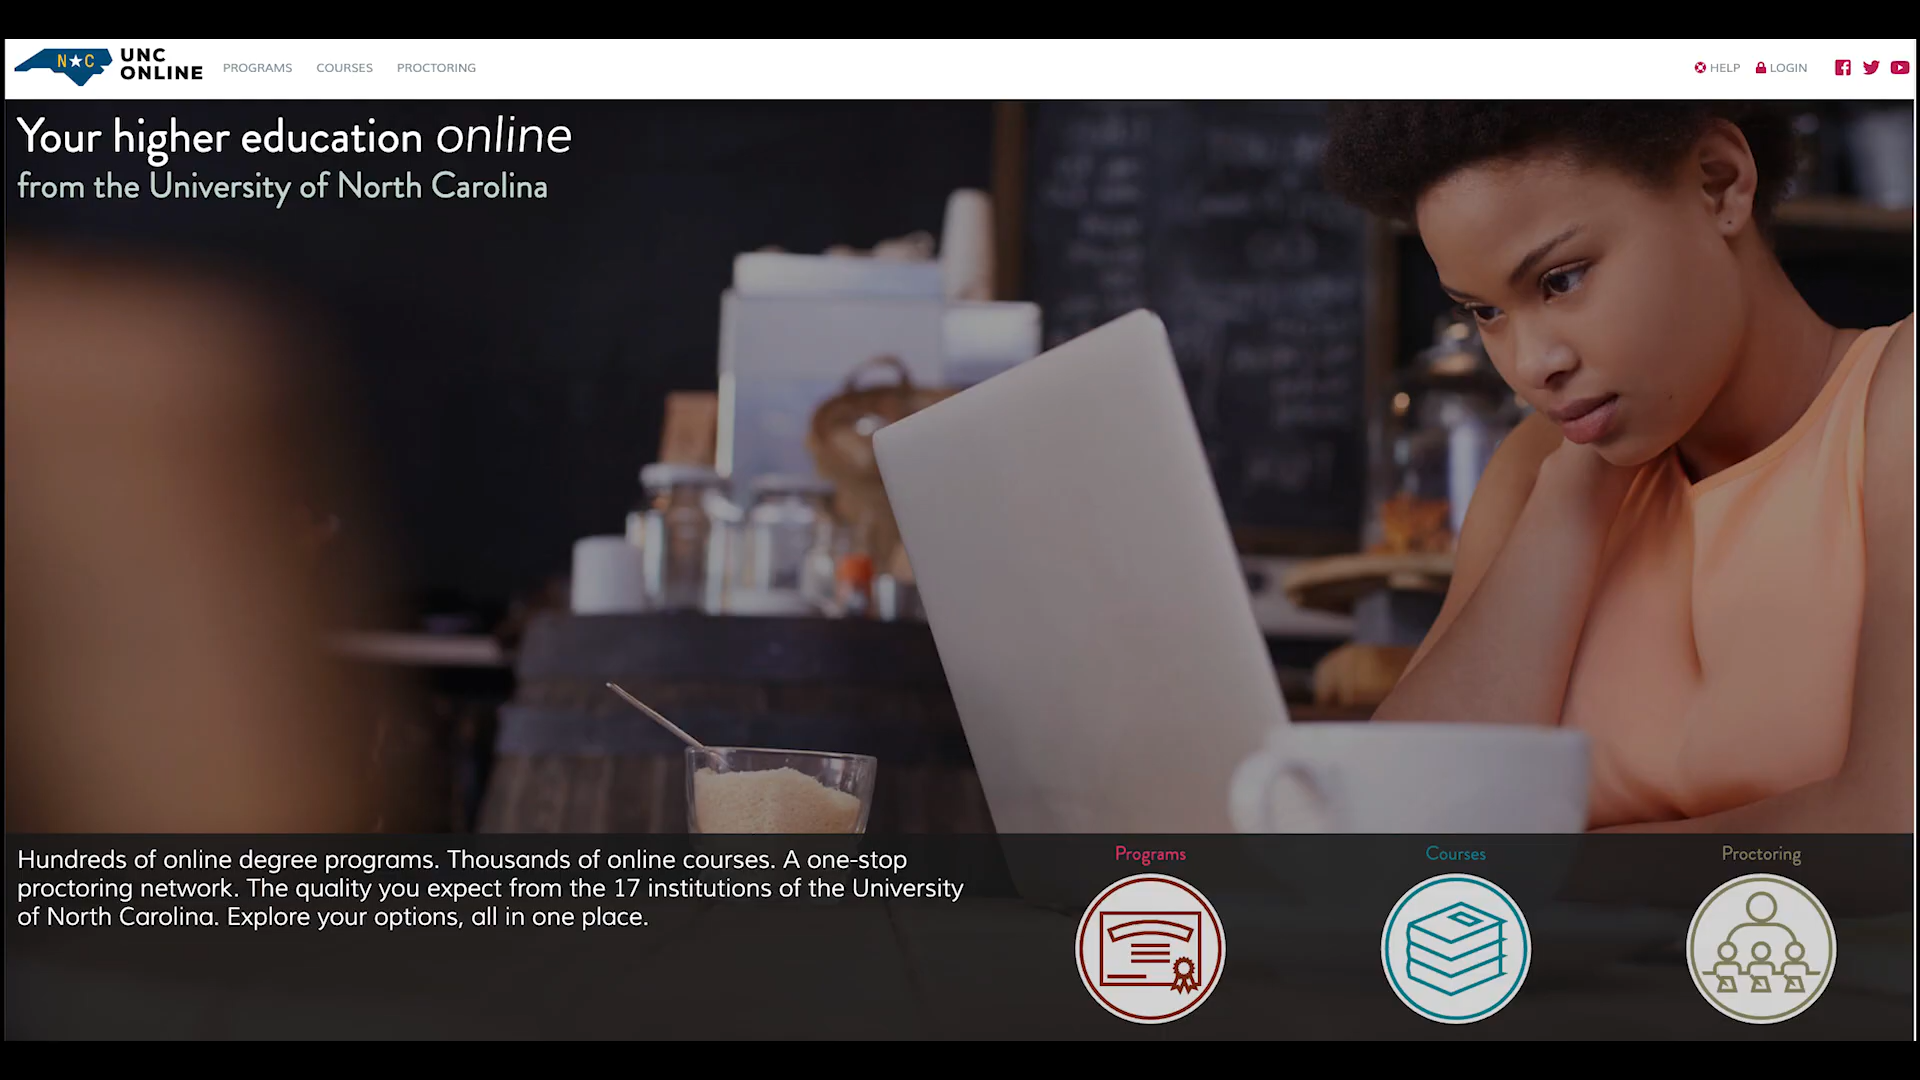 N C UNC
ONLINE
PROGRAMS COURSES PROCTORING
HELP LOGIN
Your higher education online
from the University of North Carolina
Hundreds of online degree programs. Thousands of online courses. A one-stop
proctoring network. The quality you expect from the 17 institutions of the University
of North Carolina. Explore your options, all in one place.
Programs
Courses
Proctoring